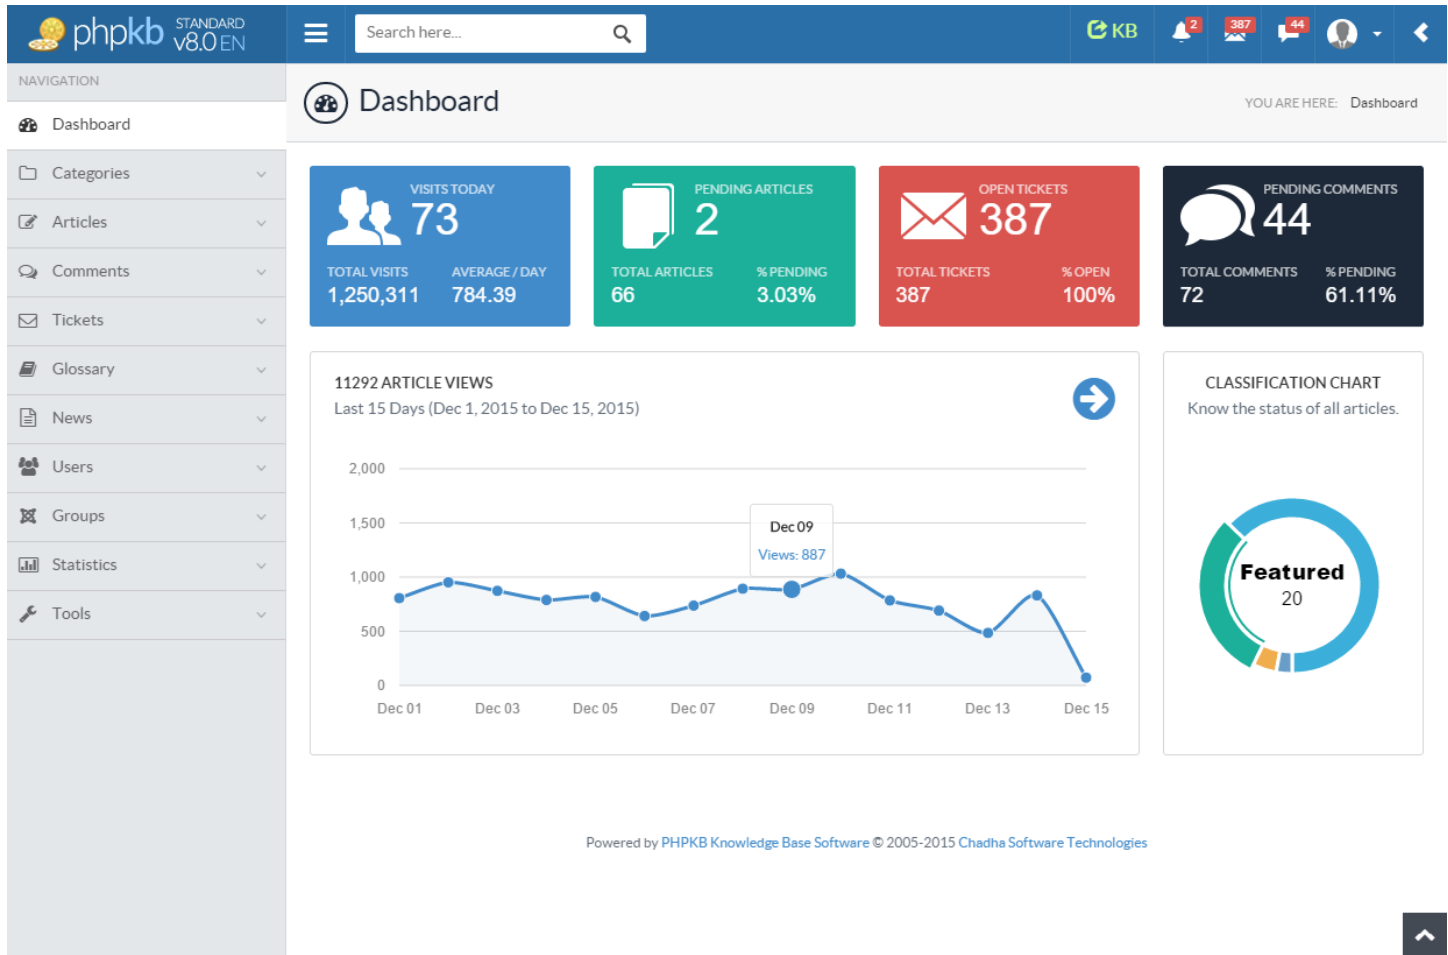 phpkb STANDARD v8.0 EN
Search here...
KB
2
387
44
NAVIGATION
Dashboard
Categories
Articles
Comments
Tickets
Glossary
News
Users
Groups
Statistics
Tools
Dashboard
YOU ARE HERE: Dashboard
VISITS TODAY
73
TOTAL VISITS AVERAGE / DAY
1,250,311 784.39
PENDING ARTICLES
2
TOTAL ARTICLES % PENDING
66 3.03%
OPEN TICKETS
387
TOTAL TICKETS % OPEN
387 100%
PENDING COMMENTS
44
TOTAL COMMENTS % PENDING
72 61.11%
11292 ARTICLE VIEWS
Last 15 Days (Dec 1, 2015 to Dec 15, 2015)
2,000
1,500
1,000
500
0
Dec 09
Views: 887
Dec 01 Dec 03 Dec 05 Dec 07 Dec 09 Dec 11 Dec 13 Dec 15
CLASSIFICATION CHART
Know the status of all articles.
Featured
20
Powered by PHPKB Knowledge Base Software © 2005-2015 Chadha Software Technologies